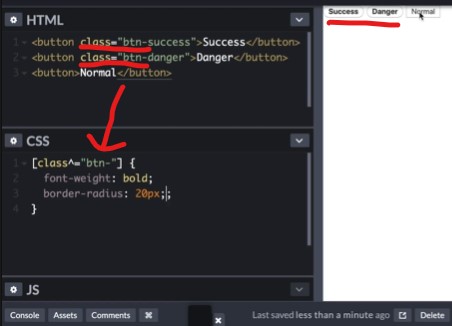 HTML
1 <button class="btn-success">Success</button>
2 <button class="btn-danger">Danger</button>
3 <button>Normal</button>
CSS
1 [class^="btn-"] {
2 font-weight: bold;
3 border-radius: 20px;;
4 }
JS
Console Assets Comments ⌘ × Last saved less than a minute ago Delete
Success Danger Normal